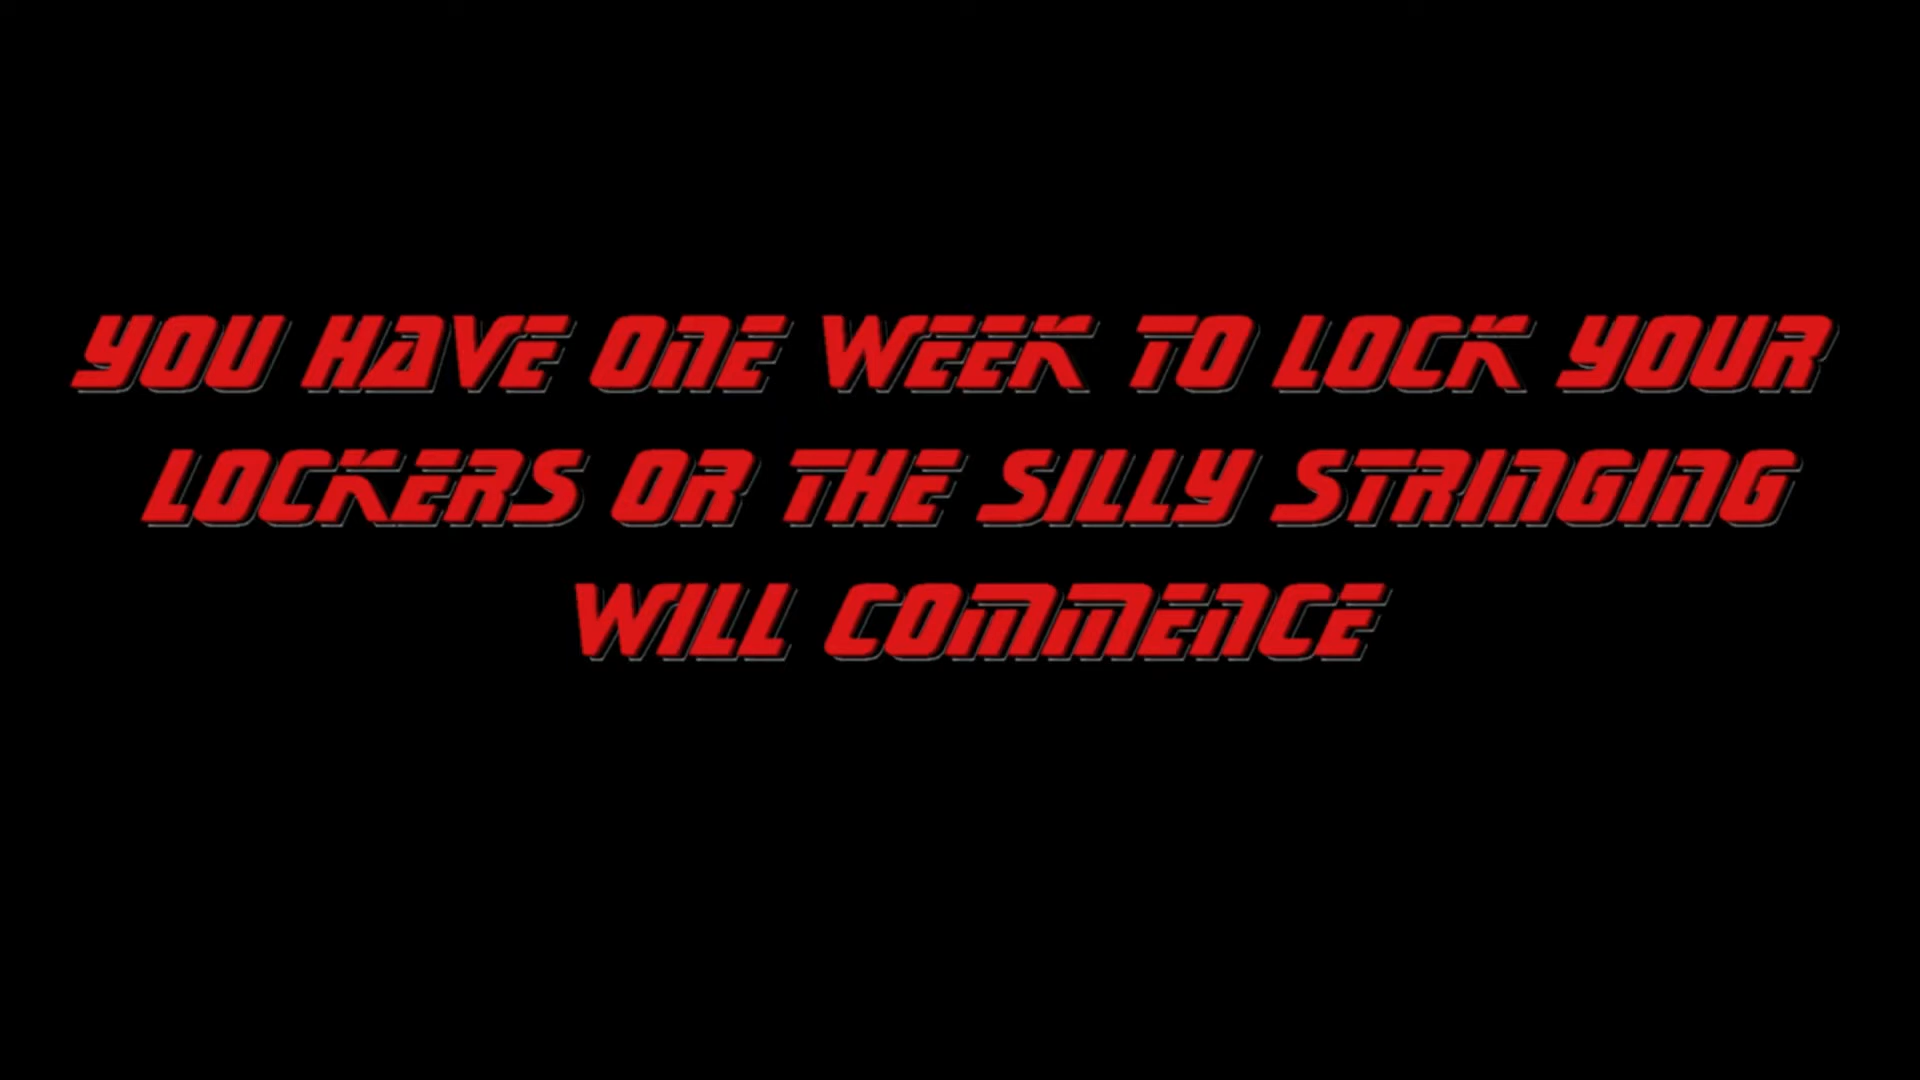 YOU HAVE ONE WEEK TO LOCK YOUR
LOCKERS OR THE SILLY STRINGING
WILL COMMENCE